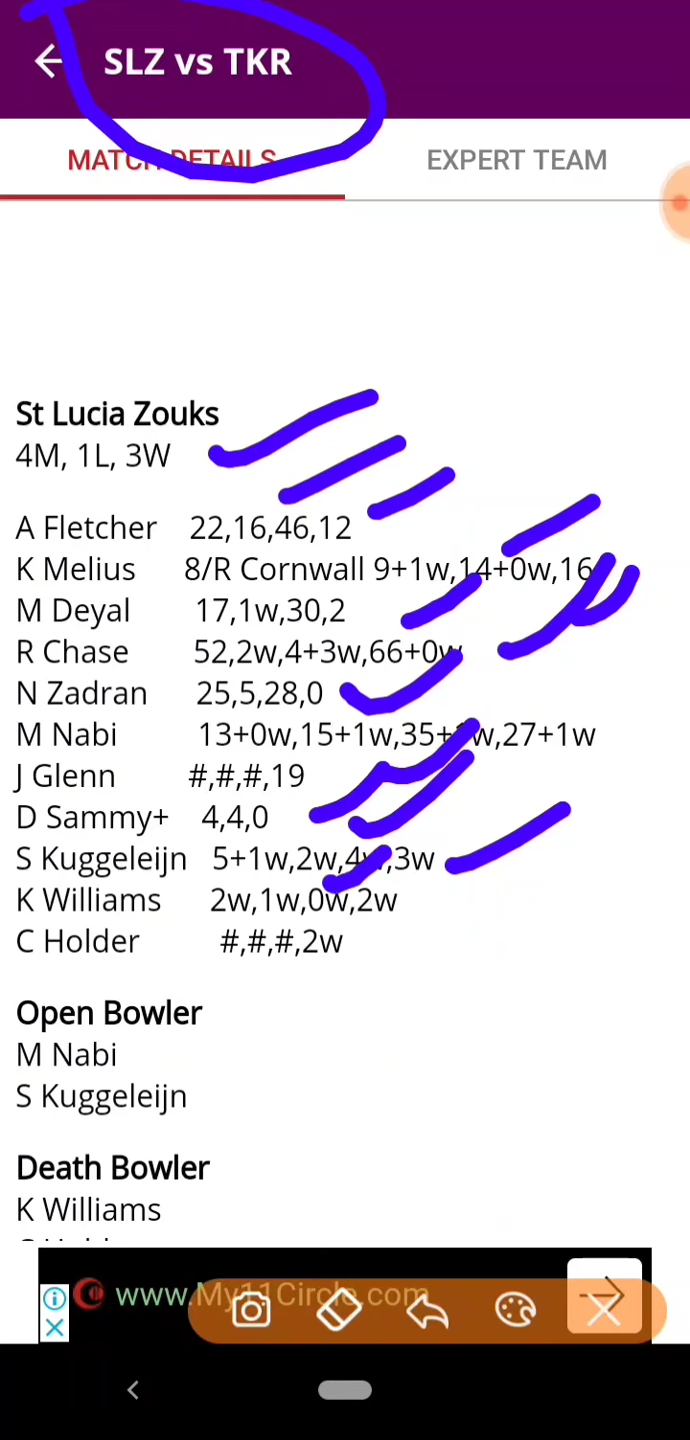 SLZ vs TKR
MATCH DETAILS
EXPERT TEAM
St Lucia Zouks
4M, 1L, 3W
A Fletcher 22,16,46,12
K Melius 8/R Cornwall 9+1w,14+0w,16
M Deyal 17,1w,30,2
R Chase 52,2w,4+3w,66+0w
N Zadran 25,5,28,0
M Nabi 13+0w,15+1w,35+1w,27+1w
J Glenn #,#,#,19
D Sammy+ 4,4,0
S Kuggeleijn 5+1w,2w,4w,3w
K Williams 2w,1w,0w,2w
C Holder #,#,#,2w
Open Bowler
M Nabi
S Kuggeleijn
Death Bowler
K Williams
www.My11Circle.com